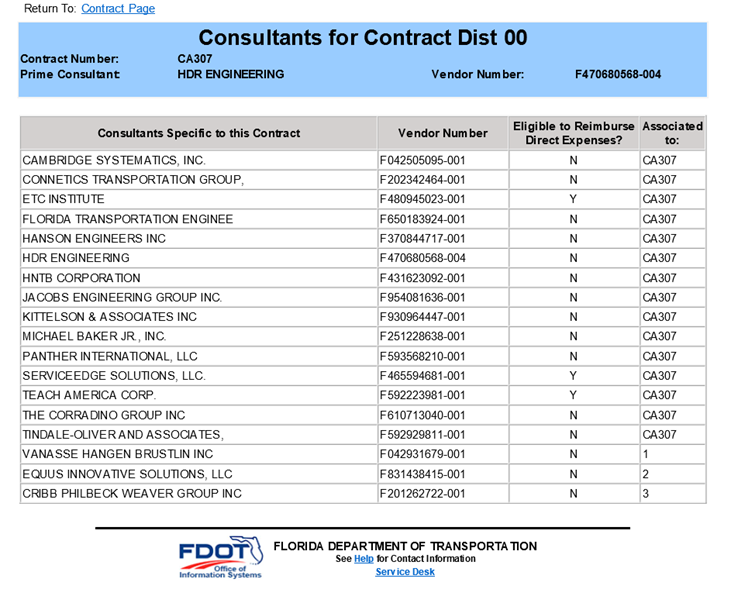 Return To: Contract Page
Consultants for Contract Dist 00
Contract Number: CA307
Prime Consultant: HDR ENGINEERING Vendor Number: F470680568-004
Consultants Specific to this Contract Vendor Number Eligible to Reimburse Direct Expenses? Associated to:
CAMBRIDGE SYSTEMATICS, INC. F042505095-001 N CA307
CONNETICS TRANSPORTATION GROUP, F202342464-001 N CA307
ETC INSTITUTE F480945023-001 Y CA307
FLORIDA TRANSPORTATION ENGINEE F650183924-001 N CA307
HANSON ENGINEERS INC F370844717-001 N CA307
HDR ENGINEERING F470680568-004 N CA307
HNTB CORPORATION F431623092-001 N CA307
JACOBS ENGINEERING GROUP INC. F954081636-001 N CA307
KITTELSON & ASSOCIATES INC F930964447-001 N CA307
MICHAEL BAKER JR., INC. F251228638-001 N CA307
PANTHER INTERNATIONAL, LLC F593568210-001 N CA307
SERVICEEDGE SOLUTIONS, LLC. F465594681-001 Y CA307
TEACH AMERICA CORP. F592223981-001 Y CA307
THE CORRADINO GROUP INC F610713040-001 N CA307
TINDALE-OLIVER AND ASSOCIATES, F592929811-001 N CA307
VANASSE HANGEN BRUSTLIN INC F042931679-001 N 1
EQUUS INNOVATIVE SOLUTIONS, LLC F831438415-001 N 2
CRIBB PHILBECK WEAVER GROUP INC F201262722-001 N 3
FDOT
Office of
Information Systems
FLORIDA DEPARTMENT OF TRANSPORTATION
See Help for Contact Information
Service Desk